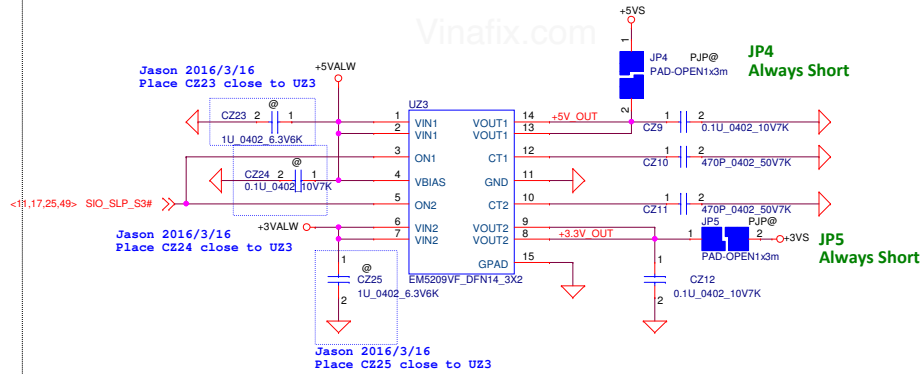 Vinafix.com
+5VS
1
JP4 PJP@
PAD-OPEN1x3m
2
JP4
Always Short
Jason 2016/3/16
Place CZ23 close to UZ3
+5VALW
@
CZ23 2 1
1U_0402_6.3V6K
UZ3
1 VIN1
2 VIN1
3 ON1
4 VBIAS
5 ON2
6 VIN2
7 VIN2
VOUT1 14
VOUT1 13
CT1 12
GND 11
CT2 10
VOUT2 9
VOUT2 8
GPAD 15
EM5209VF_DFN14_3X2
+5V_OUT
1 2
CZ9 0.1U_0402_10V7K
1 2
CZ10 470P_0402_50V7K
1 2
CZ11 470P_0402_50V7K
@
CZ24 2 1
0.1U_0402_10V7K
<11,17,25,49> SIO_SLP_S3#
Jason 2016/3/16
Place CZ24 close to UZ3
+3VALW
1
@
CZ25
2
1U_0402_6.3V6K
+3.3V_OUT
JP5 PJP@
1 2
+3VS
PAD-OPEN1x3m
JP5
Always Short
1
CZ12
2
0.1U_0402_10V7K
Jason 2016/3/16
Place CZ25 close to UZ3